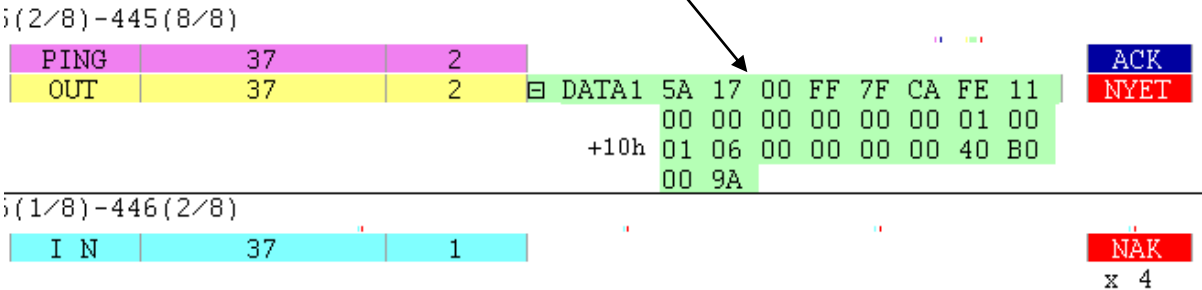 5(2/8)-445(8/8)
PING 37 2 ACK
OUT 37 2 DATA1 5A 17 00 FF 7F CA FE 11 NYET
00 00 00 00 00 00 01 00
+10h 01 06 00 00 00 00 40 B0
00 9A
5(1/8)-446(2/8)
I N 37 1 NAK
x 4